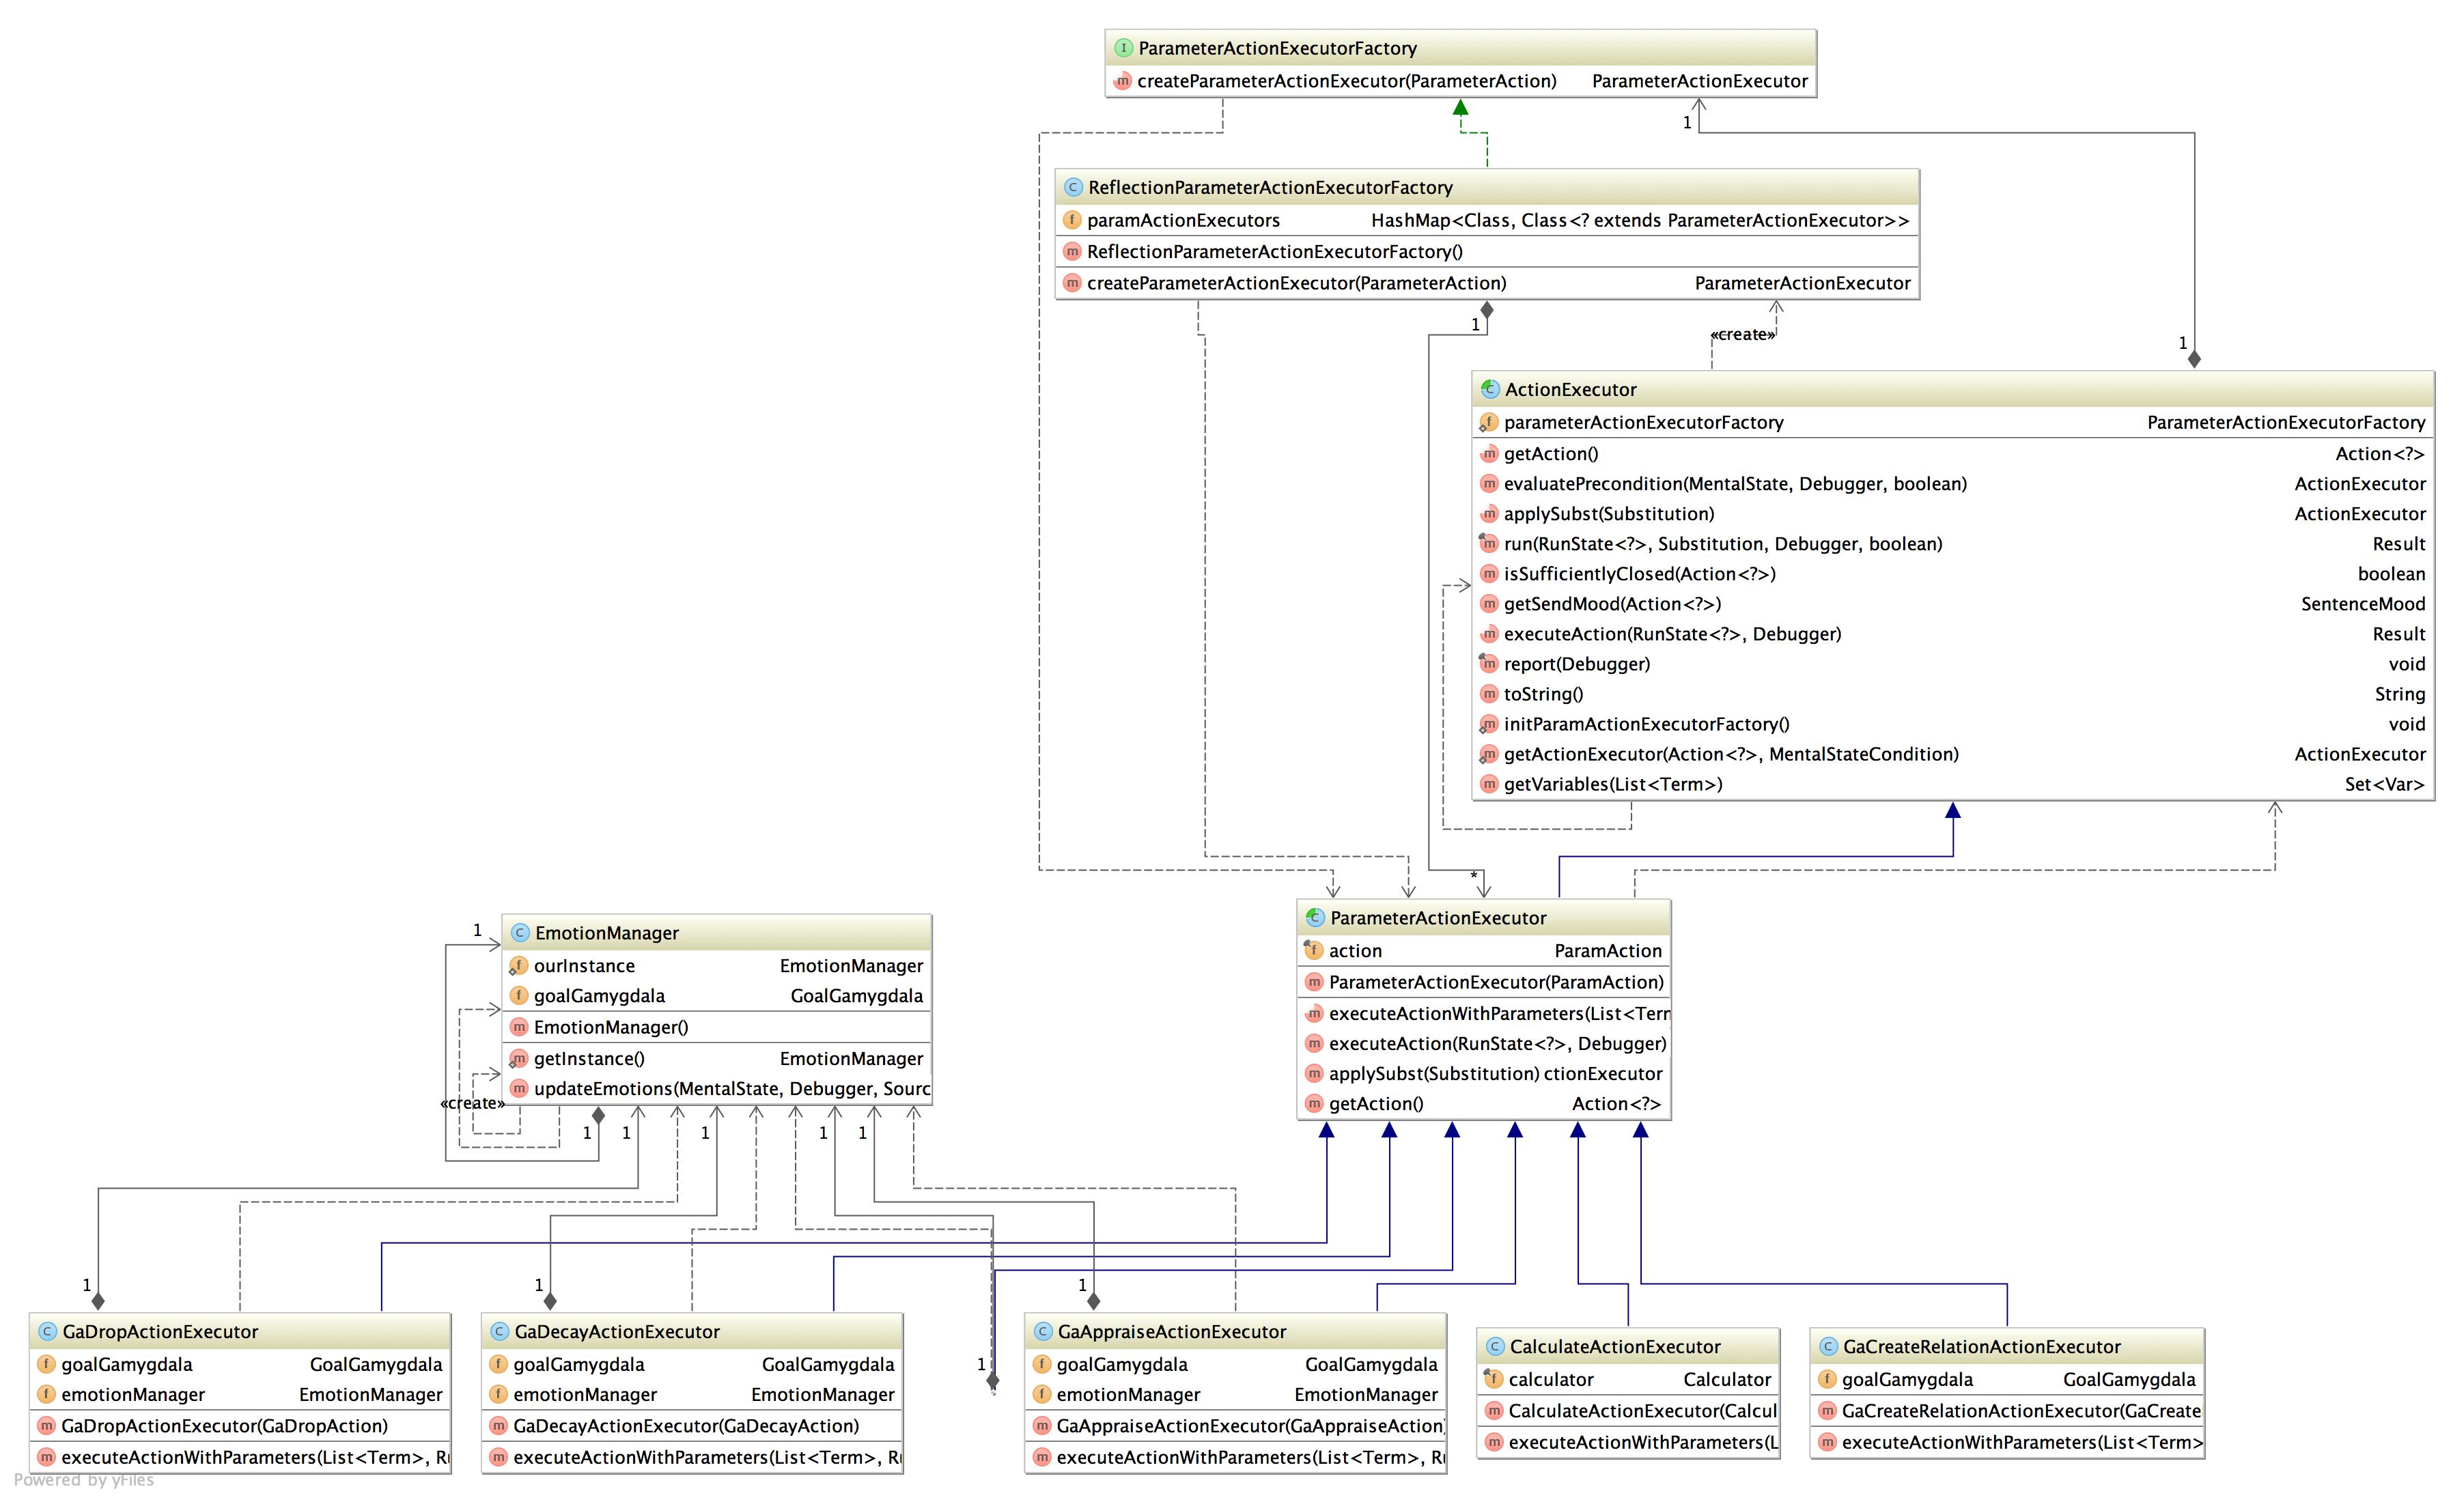 I ParameterActionExecutorFactory
m createParameterActionExecutor(ParameterAction) ParameterActionExecutor
1
C ReflectionParameterActionExecutorFactory
f paramActionExecutors HashMap<Class, Class<? extends ParameterActionExecutor>>
m ReflectionParameterActionExecutorFactory()
m createParameterActionExecutor(ParameterAction) ParameterActionExecutor
1
«create»
1
C ActionExecutor
f parameterActionExecutorFactory ParameterActionExecutorFactory
m getAction() Action<?>
m evaluatePrecondition(MentalState, Debugger, boolean) ActionExecutor
m applySubst(Substitution) ActionExecutor
m run(RunState<?>, Substitution, Debugger, boolean) Result
m isSufficientlyClosed(Action<?>) boolean
m getSendMood(Action<?>) SentenceMood
m executeAction(RunState<?>, Debugger) Result
m report(Debugger) void
m toString() String
m initParamActionExecutorFactory() void
m getActionExecutor(Action<?>, MentalStateCondition) ActionExecutor
m getVariables(List<Term>) Set<Var>
*
C ParameterActionExecutor
f action ParamAction
m ParameterActionExecutor(ParamAction)
m executeActionWithParameters(List<Tern
m executeAction(RunState<?>, Debugger)
m applySubst(Substitution) ctionExecutor
m getAction() Action<?>
1
C EmotionManager
f ourInstance EmotionManager
f goalGamygdala GoalGamygdala
m EmotionManager()
m getInstance() EmotionManager
m updateEmotions(MentalState, Debugger, Sourc
«create»
1 1 1 1 1
1 1 1 1
C GaDropActionExecutor
f goalGamygdala GoalGamygdala
f emotionManager EmotionManager
m GaDropActionExecutor(GaDropAction)
m executeActionWithParameters(List<Term>, Ru
C GaDecayActionExecutor
f goalGamygdala GoalGamygdala
f emotionManager EmotionManager
m GaDecayActionExecutor(GaDecayAction)
m executeActionWithParameters(List<Term>, Ru
C GaAppraiseActionExecutor
f goalGamygdala GoalGamygdala
f emotionManager EmotionManager
m GaAppraiseActionExecutor(GaAppraiseAction)
m executeActionWithParameters(List<Term>, Ru
C CalculateActionExecutor
f calculator Calculator
m CalculateActionExecutor(Calcul
m executeActionWithParameters(L
C GaCreateRelationActionExecutor
f goalGamygdala GoalGamygdala
m GaCreateRelationActionExecutor(GaCreate
m executeActionWithParameters(List<Term>
Powered by yFiles